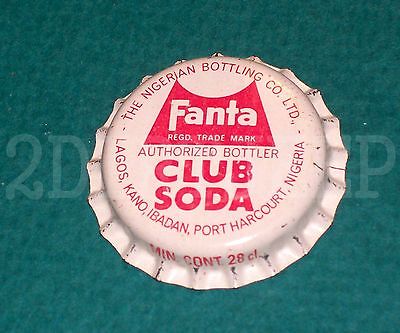 - THE NIGERIAN BOTTLING CO. LTD., -
Fanta
REGD. TRADE MARK
AUTHORIZED BOTTLER
CLUB
SODA
LAGOS, KANO, IBADAN, PORT HARCOURT, NIGERIA
MIN. CONT. 28 cl.